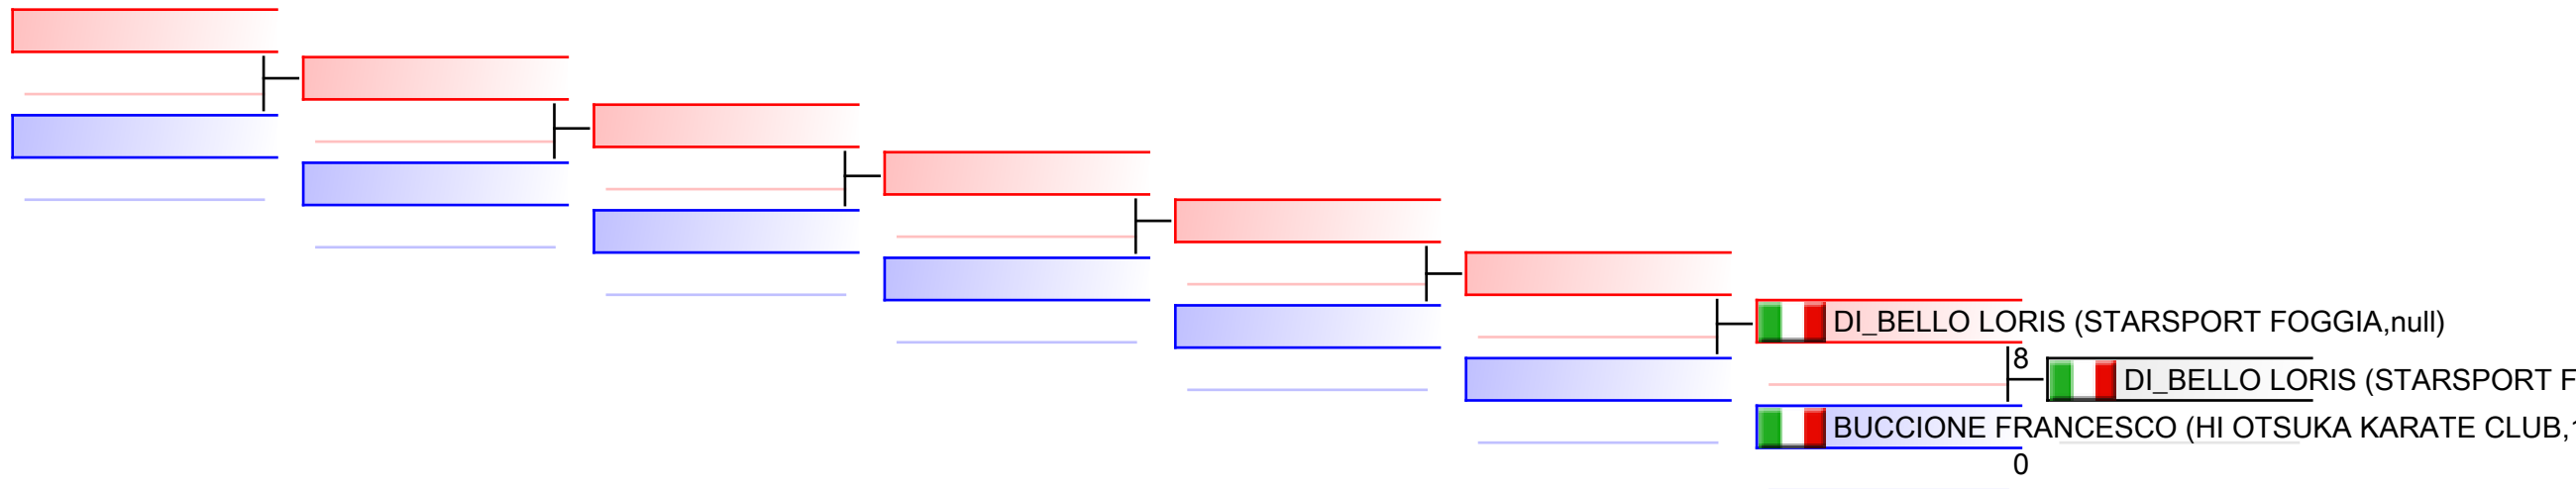 DI_BELLO LORIS (STARSPORT FOGGIA,null)
8
DI_BELLO LORIS (STARSPORT F
BUCCIONE FRANCESCO (HI OTSUKA KARATE CLUB,
0